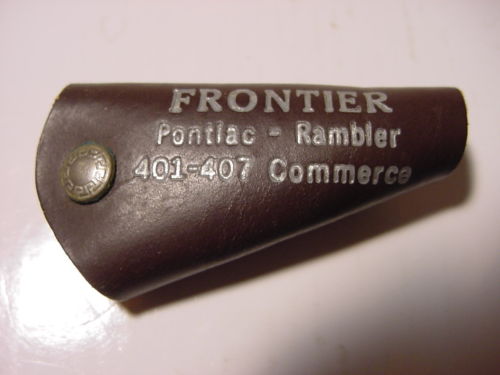 FRONTIER
Pontiac - Rambler
401-407 Commerce